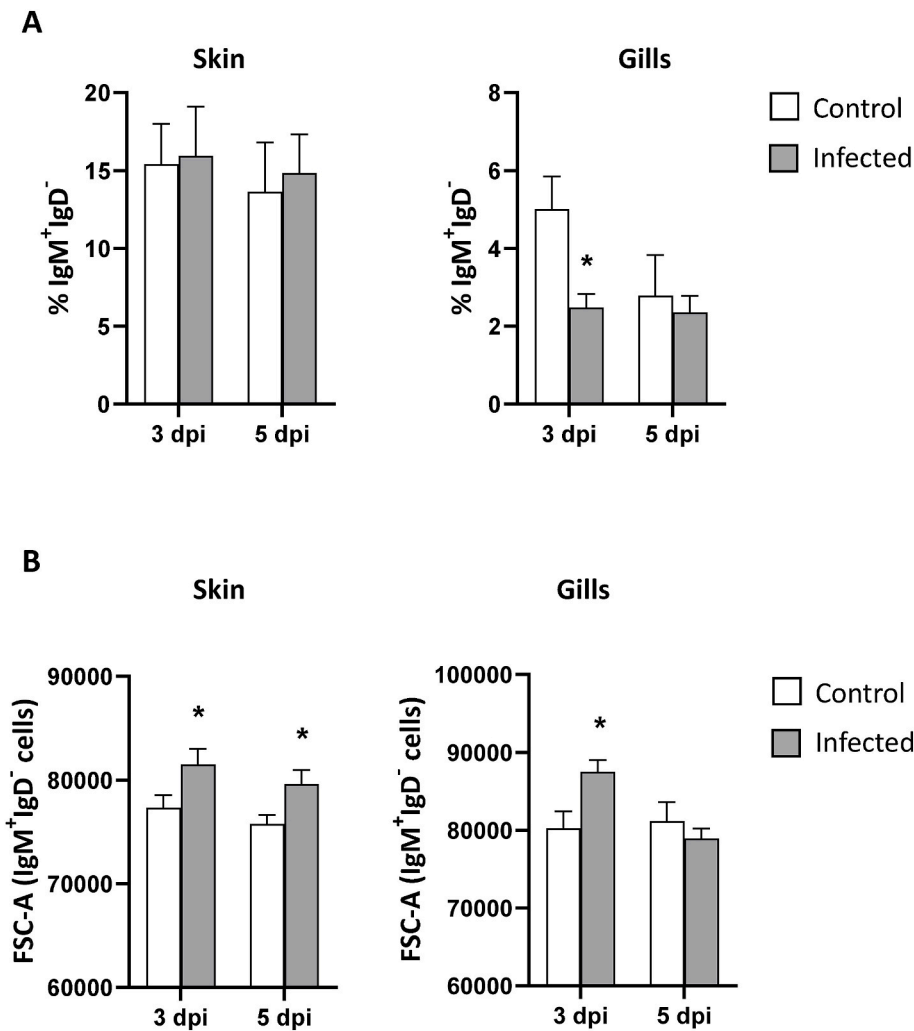 A
Skin
Gills
% IgM⁺IgD⁻
20
15
10
5
0
3 dpi
5 dpi
% IgM⁺IgD⁻
8
6
4
2
0
*
3 dpi
5 dpi
Control
Infected
B
Skin
Gills
FSC-A (IgM⁺IgD⁻ cells)
90000
80000
70000
60000
*
*
3 dpi
5 dpi
FSC-A (IgM⁺IgD⁻ cells)
100000
90000
80000
70000
60000
*
3 dpi
5 dpi
Control
Infected